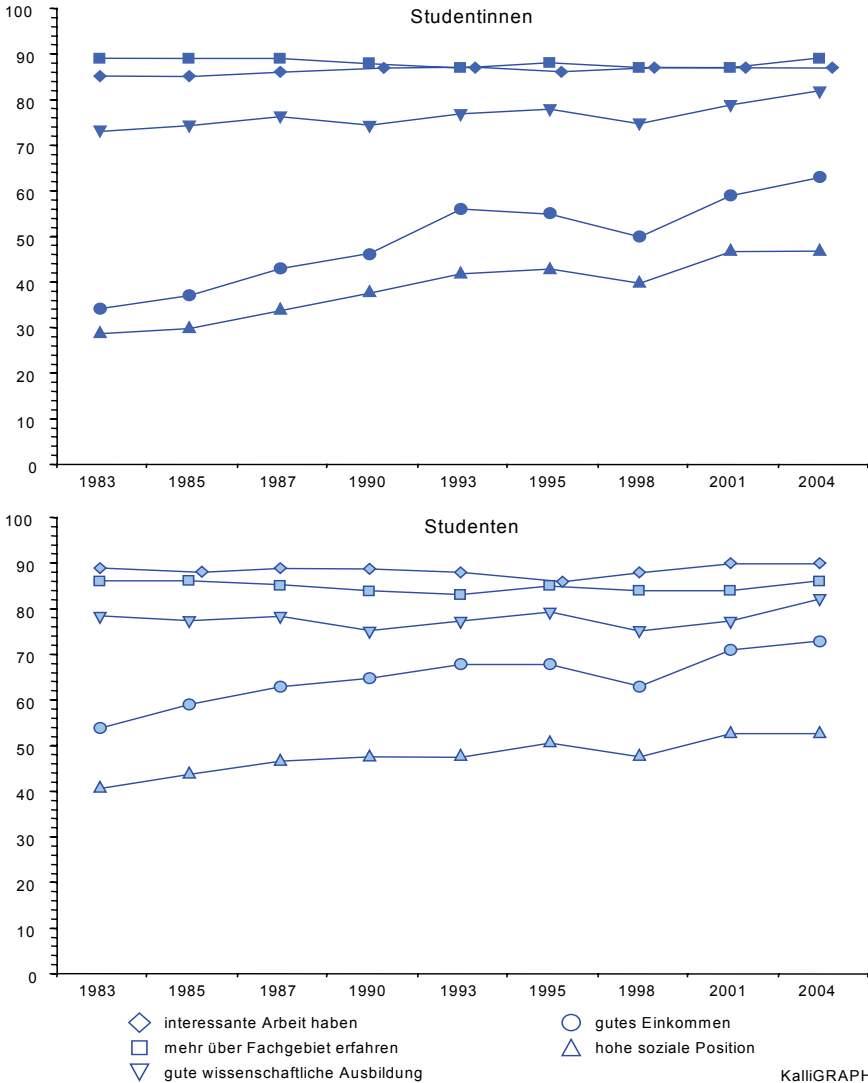 Studentinnen
100
90
80
70
60
50
40
30
20
10
0
1983 1985 1987 1990 1993 1995 1998 2001 2004
Studenten
100
90
80
70
60
50
40
30
20
10
0
1983 1985 1987 1990 1993 1995 1998 2001 2004
interessante Arbeit haben
mehr über Fachgebiet erfahren
gute wissenschaftliche Ausbildung
gutes Einkommen
hohe soziale Position
KalliGRAPH